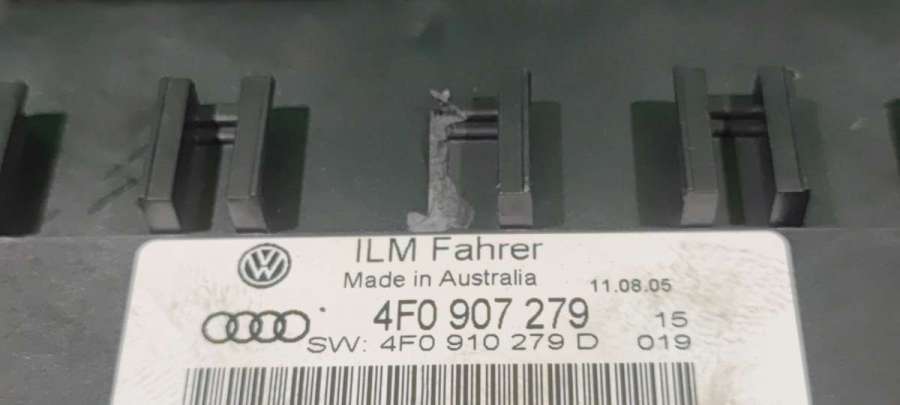 ILM Fahrer
Made in Australia 11.08.05
4F0 907 279 15
SW: 4F0 910 279 D 019